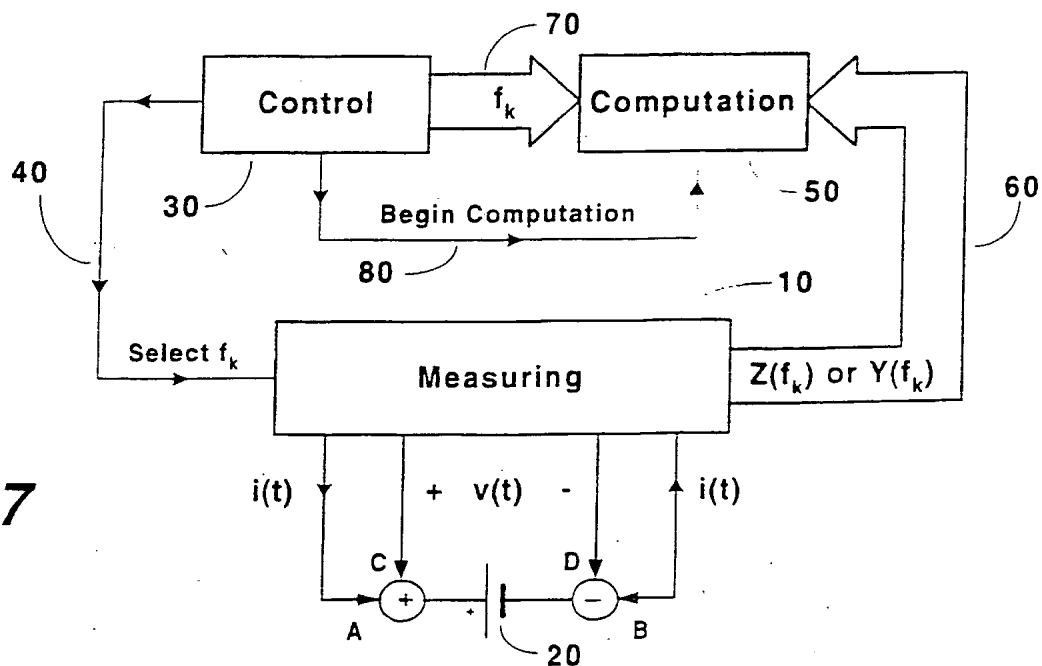 70
Control
f_k
Computation
40
30
50
60
Begin Computation
80
10
Select f_k
Measuring
Z(f_k) or Y(f_k)
i(t)
+ v(t) -
i(t)
7
C
D
+
−
A
+
B
20